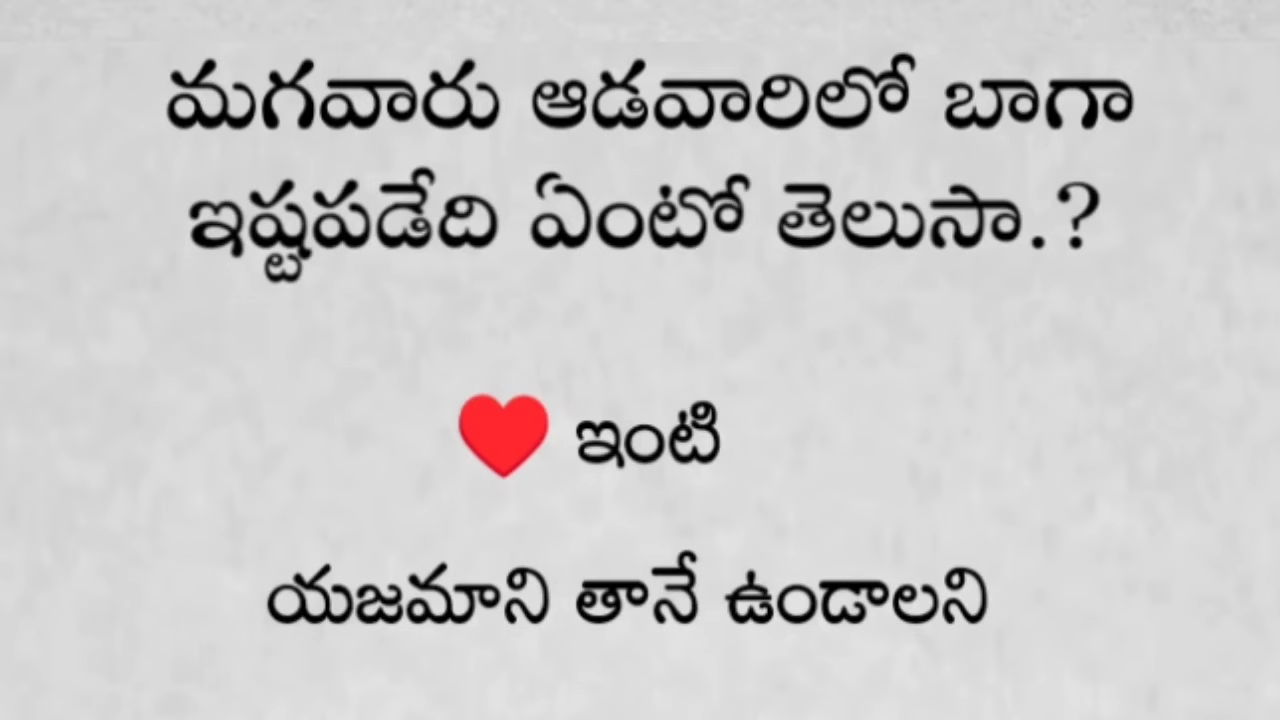 మగవారు ఆడవారిలో బాగా
ఇష్టపడేది ఏంటో తెలుసా.?
♥ ఇంటి
యజమాని తానే ఉండాలని